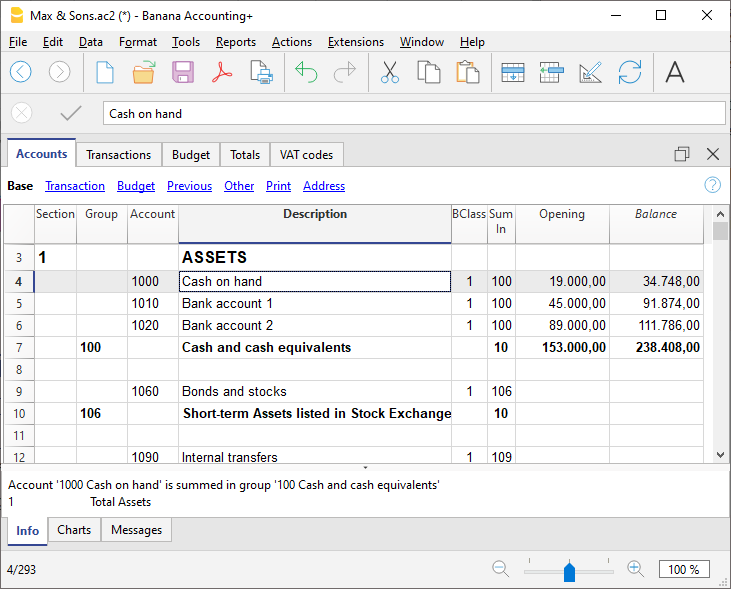 Max & Sons.ac2 (*) - Banana Accounting+
File Edit Data Format Tools Reports Actions Extensions Window Help
Cash on hand
Accounts Transactions Budget Totals VAT codes
Base Transaction Budget Previous Other Print Address
Section Group Account Description BClass Sum In Opening Balance
3 1 ASSETS
4 1000 Cash on hand 1 100 19.000,00 34.748,00
5 1010 Bank account 1 1 100 45.000,00 91.874,00
6 1020 Bank account 2 1 100 89.000,00 111.786,00
7 100 Cash and cash equivalents 10 153.000,00 238.408,00
8
9 1060 Bonds and stocks 1 106
10 106 Short-term Assets listed in Stock Exchange 10
11
12 1090 Internal transfers 1 109
Account '1000 Cash on hand' is summed in group '100 Cash and cash equivalents'
1 Total Assets
Info Charts Messages
4/293 100 %